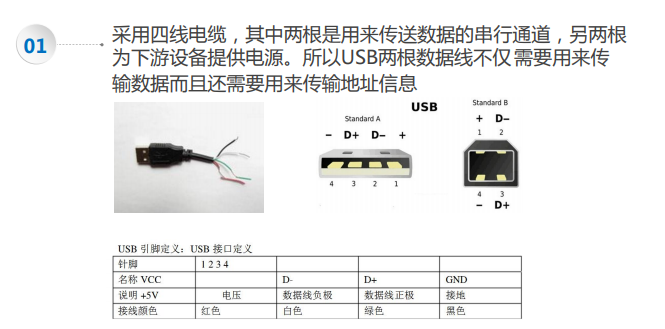 01
采用四线电缆，其中两根是用来传送数据的串行通道，另两根
为下游设备提供电源。所以USB两根数据线不仅需要用来传
输数据而且还需要用来传输地址信息
USB
Standard A
− D+ D− +
4 3 2 1
Standard B
+ D−
1 2
4 3
− D+
USB 引脚定义：USB 接口定义
针脚 1 2 3 4
名称 VCC D- D+ GND
说明 +5V 电压 数据线负极 数据线正极 接地
接线颜色 红色 白色 绿色 黑色